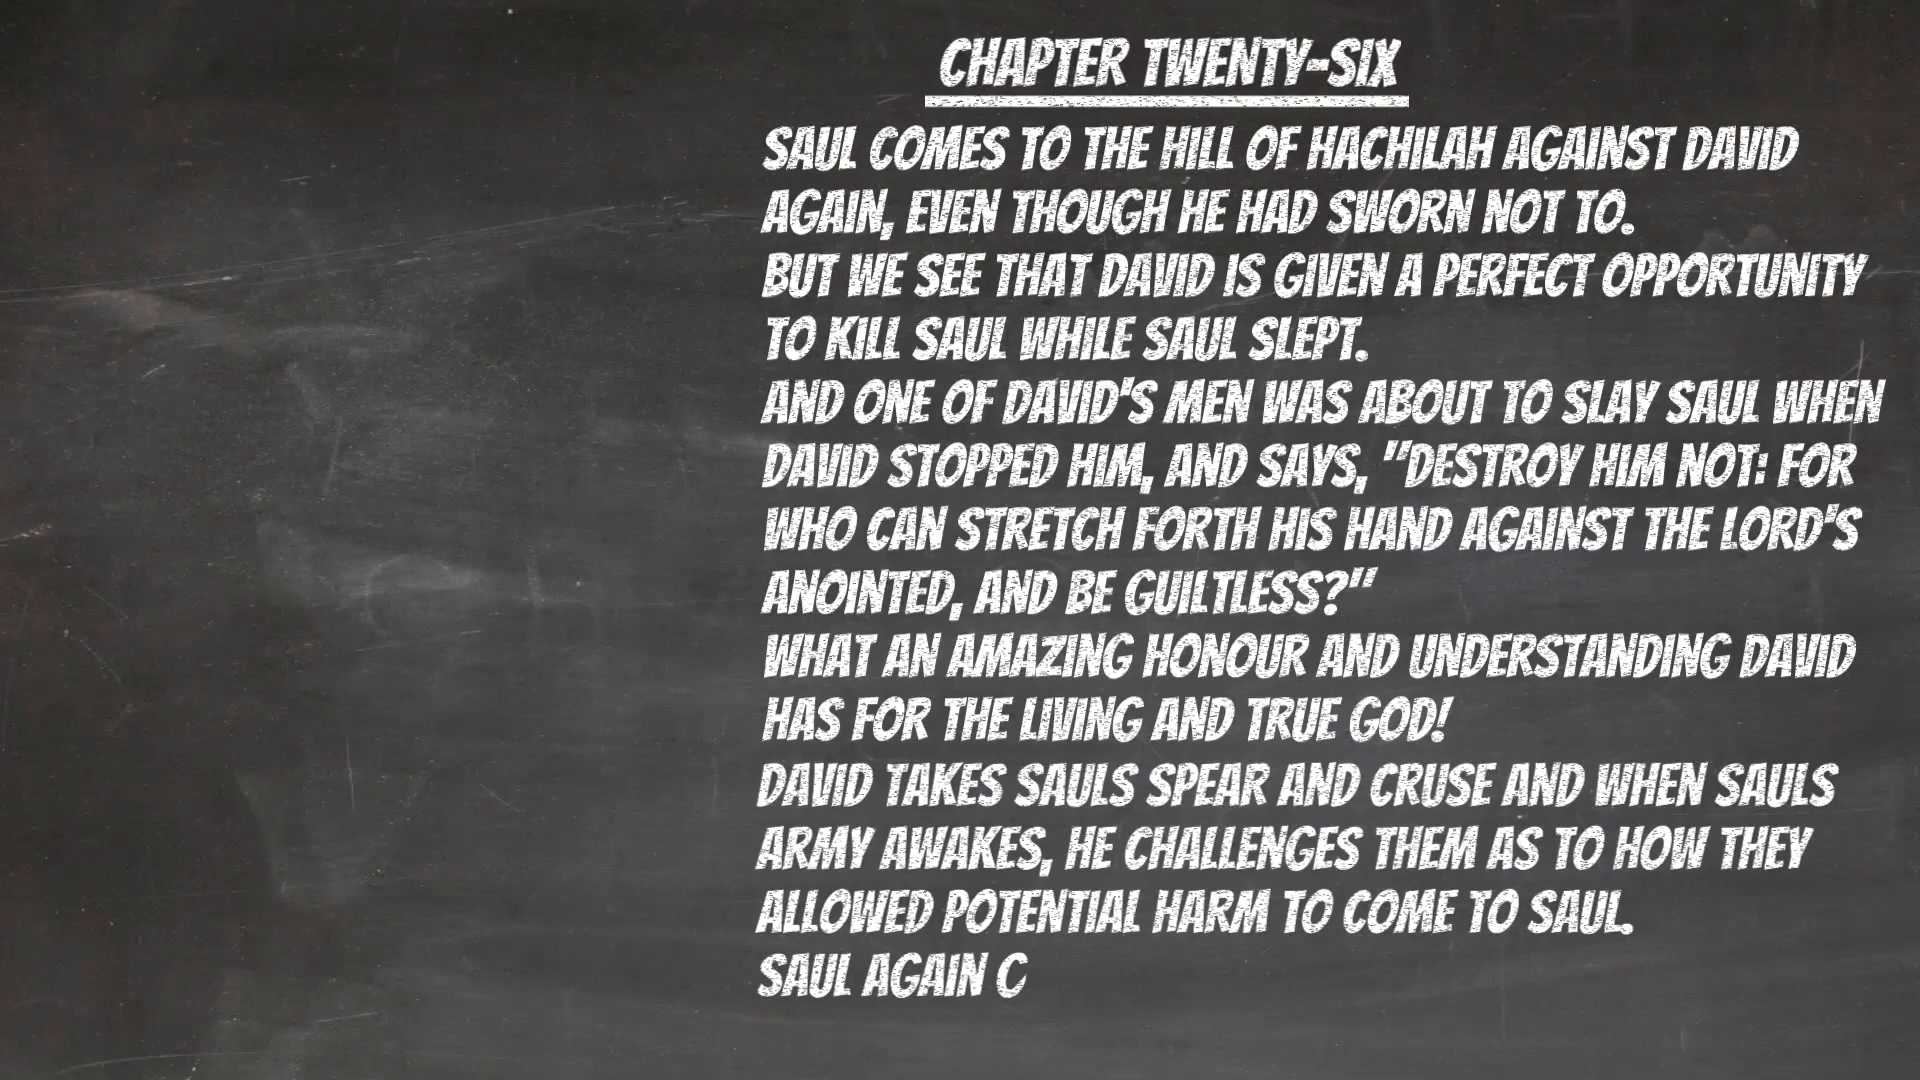 CHAPTER TWENTY-SIX
SAUL COMES TO THE HILL OF HACHILAH AGAINST DAVID
AGAIN, EVEN THOUGH HE HAD SWORN NOT TO.
BUT WE SEE THAT DAVID IS GIVEN A PERFECT OPPORTUNITY
TO KILL SAUL WHILE SAUL SLEPT.
AND ONE OF DAVID'S MEN WAS ABOUT TO SLAY SAUL WHEN
DAVID STOPPED HIM, AND SAYS, "DESTROY HIM NOT: FOR
WHO CAN STRETCH FORTH HIS HAND AGAINST THE LORD'S
ANOINTED, AND BE GUILTLESS?"
WHAT AN AMAZING HONOUR AND UNDERSTANDING DAVID
HAS FOR THE LIVING AND TRUE GOD!
DAVID TAKES SAULS SPEAR AND CRUSE AND WHEN SAULS
ARMY AWAKES, HE CHALLENGES THEM AS TO HOW THEY
ALLOWED POTENTIAL HARM TO COME TO SAUL.
SAUL AGAIN C